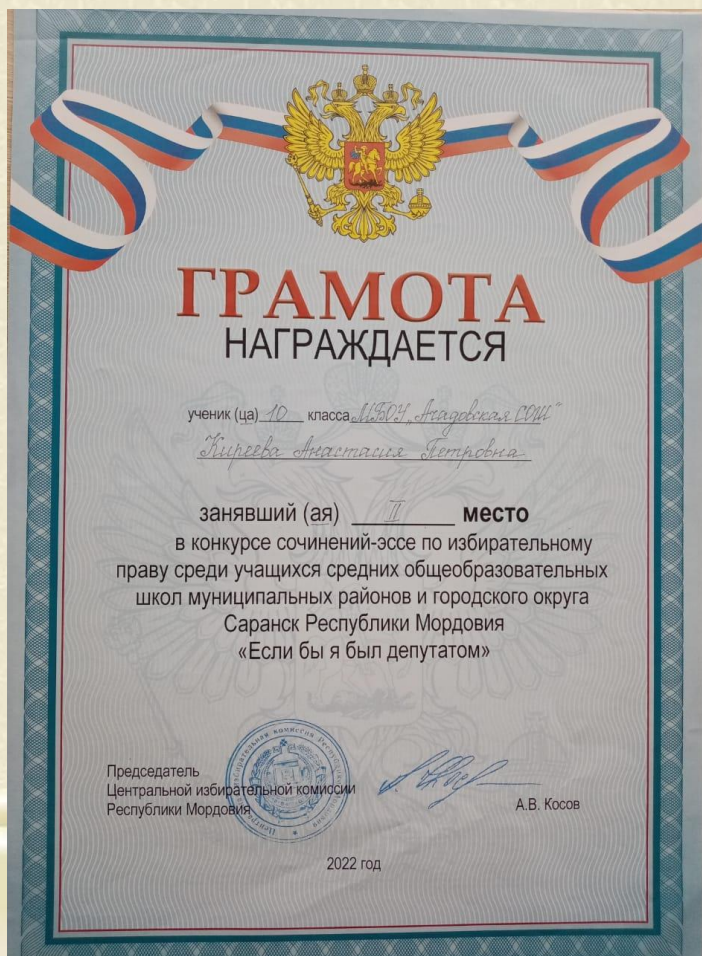 ГРАМОТА
НАГРАЖДАЕТСЯ
ученик (ца) 10 класса МБОУ „Агадовская СОШ"
Киреева Анастасия Петровна
занявший (ая) II место
в конкурсе сочинений-эссе по избирательному
праву среди учащихся средних общеобразовательных
школ муниципальных районов и городского округа
Саранск Республики Мордовия
«Если бы я был депутатом»
Председатель
Центральной избирательной комиссии
Республики Мордовия
А.В. Косов
2022 год